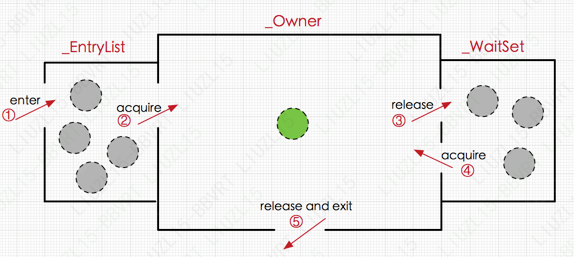 _Owner
_EntryList
_WaitSet
enter
①
acquire
②
release
③
acquire
④
release and exit
⑤